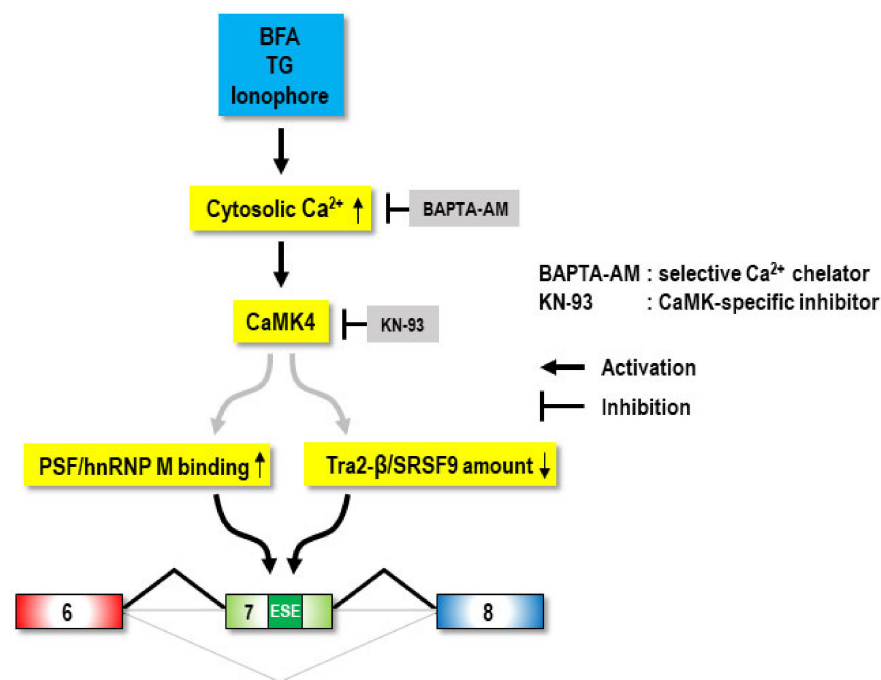 BFA
TG
Ionophore
Cytosolic Ca²⁺ ↑
BAPTA-AM
BAPTA-AM : selective Ca²⁺ chelator
KN-93 : CaMK-specific inhibitor
CaMK4
KN-93
Activation
Inhibition
PSF/hnRNP M binding ↑
Tra2-β/SRSF9 amount ↓
6
7
ESE
8